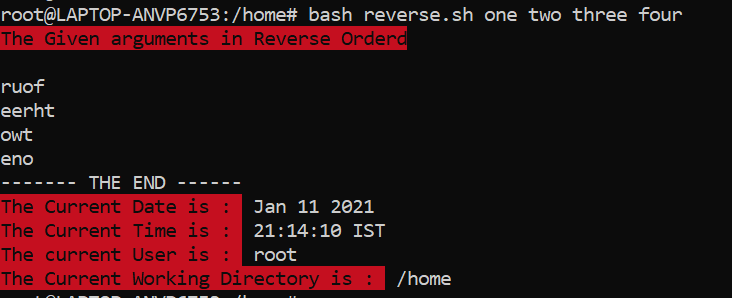 root@LAPTOP-ANVP6753:/home# bash reverse.sh one two three four
The Given arguments in Reverse Orderd
ruof
eerht
owt
eno
------- THE END ------
The Current Date is : Jan 11 2021
The Current Time is : 21:14:10 IST
The current User is : root
The Current Working Directory is : /home